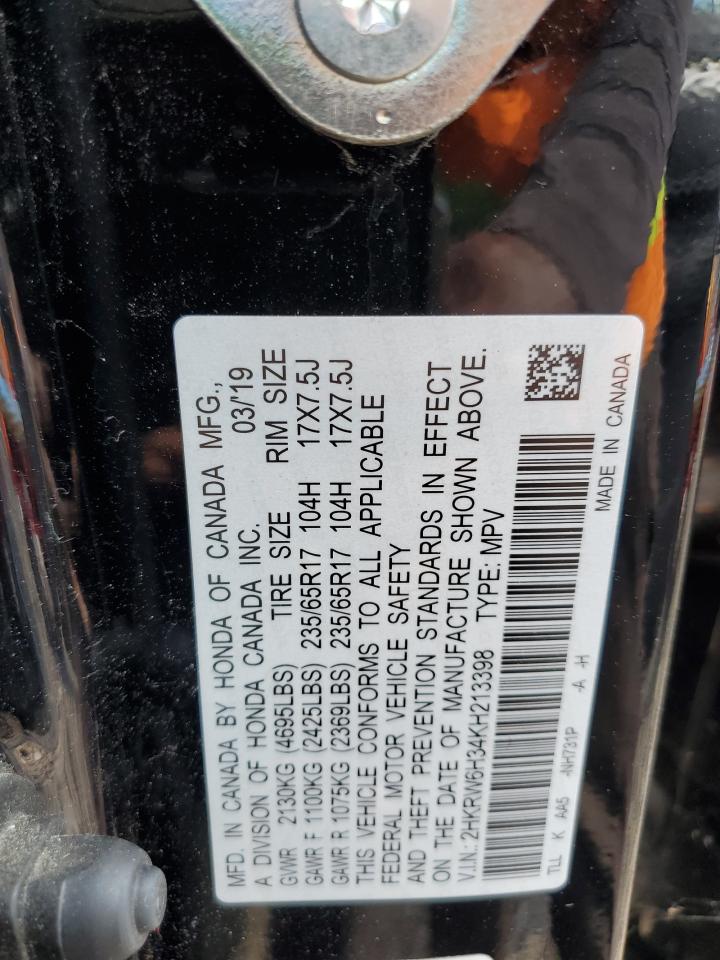 MFD. IN CANADA BY HONDA OF CANADA MFG.,
A DIVISION OF HONDA CANADA INC. 03/'19
GVWR 2130KG (4695LBS) TIRE SIZE RIM SIZE
GAWR F 1100KG (2425LBS) 235/65R17 104H 17X7.5J
GAWR R 1075KG (2369LBS) 235/65R17 104H 17X7.5J
THIS VEHICLE CONFORMS TO ALL APPLICABLE
FEDERAL MOTOR VEHICLE SAFETY
AND THEFT PREVENTION STANDARDS IN EFFECT
ON THE DATE OF MANUFACTURE SHOWN ABOVE.
V.I.N.: 2HKRW6H34KH213398 TYPE: MPV
TLL K AA5 -NH731P -A -H
MADE IN CANADA